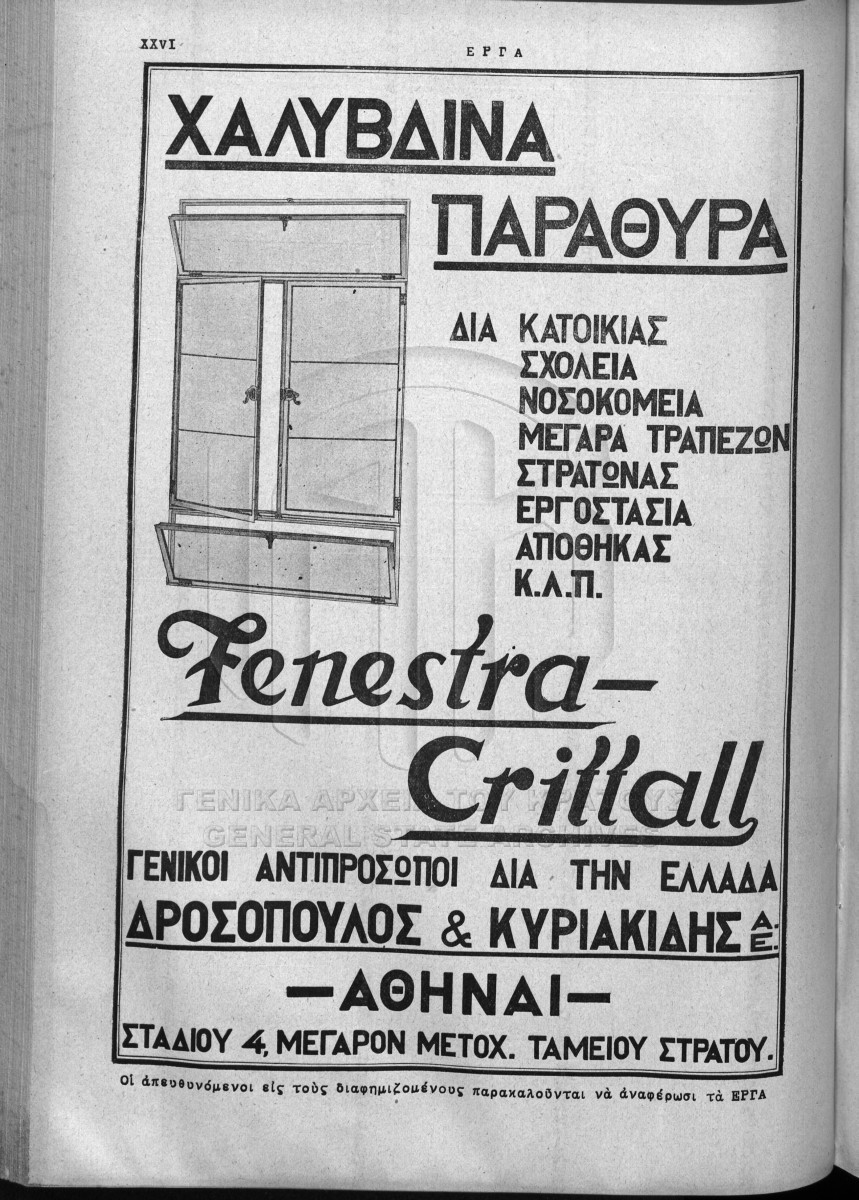 XXVI
ΕΡΓΑ
ΧΑΛΥΒΔΙΝΑ
ΠΑΡΑΘΥΡΑ
ΔΙΑ ΚΑΤΟΙΚΙΑΣ
ΣΧΟΛΕΙΑ
ΝΟΣΟΚΟΜΕΙΑ
ΜΕΓΑΡΑ ΤΡΑΠΕΖΩΝ
ΣΤΡΑΤΩΝΑΣ
ΕΡΓΟΣΤΑΣΙΑ
ΑΠΟΘΗΚΑΣ
Κ.Λ.Π.
Fenestra–
Crittall
ΓΕΝΙΚΑ ΑΡΧΕΙΑ ΤΟΥ ΚΡΑΤΟΥΣ
GENERAL STATE ARCHIVES
ΓΕΝΙΚΟΙ ΑΝΤΙΠΡΟΣΩΠΟΙ ΔΙΑ ΤΗΝ ΕΛΛΑΔΑ
ΔΡΟΣΟΠΟΥΛΟΣ & ΚΥΡΙΑΚΙΔΗΣ Α.Ε.
—ΑΘΗΝΑΙ—
ΣΤΑΔΙΟΥ 4, ΜΕΓΑΡΟΝ ΜΕΤΟΧ. ΤΑΜΕΙΟΥ ΣΤΡΑΤΟΥ.
Οἱ ἀπευθυνόμενοι εἰς τοὺς διαφημιζομένους παρακαλοῦνται νὰ ἀναφέρωσι τὰ ΕΡΓΑ